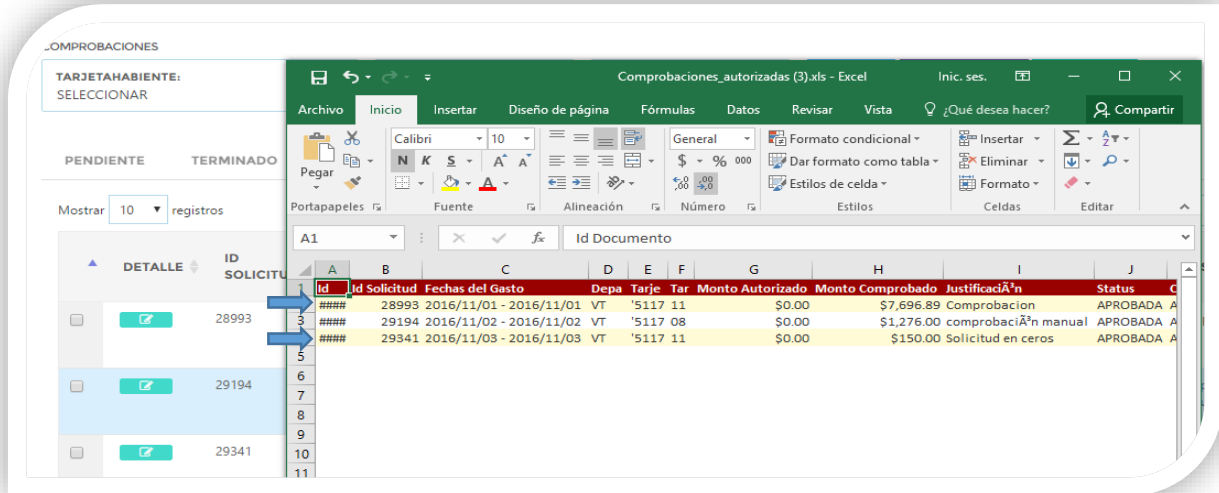 COMPROBACIONES
TARJETAHABIENTE:
SELECCIONAR
PENDIENTE TERMINADO
Mostrar 10 registros
DETALLE ID
SOLICITU
28993
29194
29341
Comprobaciones_autorizadas (3).xls - Excel Inic. ses.
Archivo Inicio Insertar Diseño de página Fórmulas Datos Revisar Vista ¿Qué desea hacer? Compartir
Pegar
Calibri 10
N K S A A
A
General
$ % 000
Formato condicional
Dar formato como tabla
Estilos de celda
Insertar
Eliminar
Formato
Portapapeles Fuente Alineación Número Estilos Celdas Editar
A1 fx Id Documento
A B C D E F G H I J
1 Id Id Solicitud Fechas del Gasto Depa Tarje Tar Monto Autorizado Monto Comprobado JustificaciÃ³n Status C
#### 28993 2016/11/01 - 2016/11/01 VT '5117 11 $0.00 $7,696.89 Comprobacion APROBADA A
3 #### 29194 2016/11/02 - 2016/11/02 VT '5117 08 $0.00 $1,276.00 comprobaciÃ³n manual APROBADA A
#### 29341 2016/11/03 - 2016/11/03 VT '5117 11 $0.00 $150.00 Solicitud en ceros APROBADA A
5
6
7
8
9
10
11